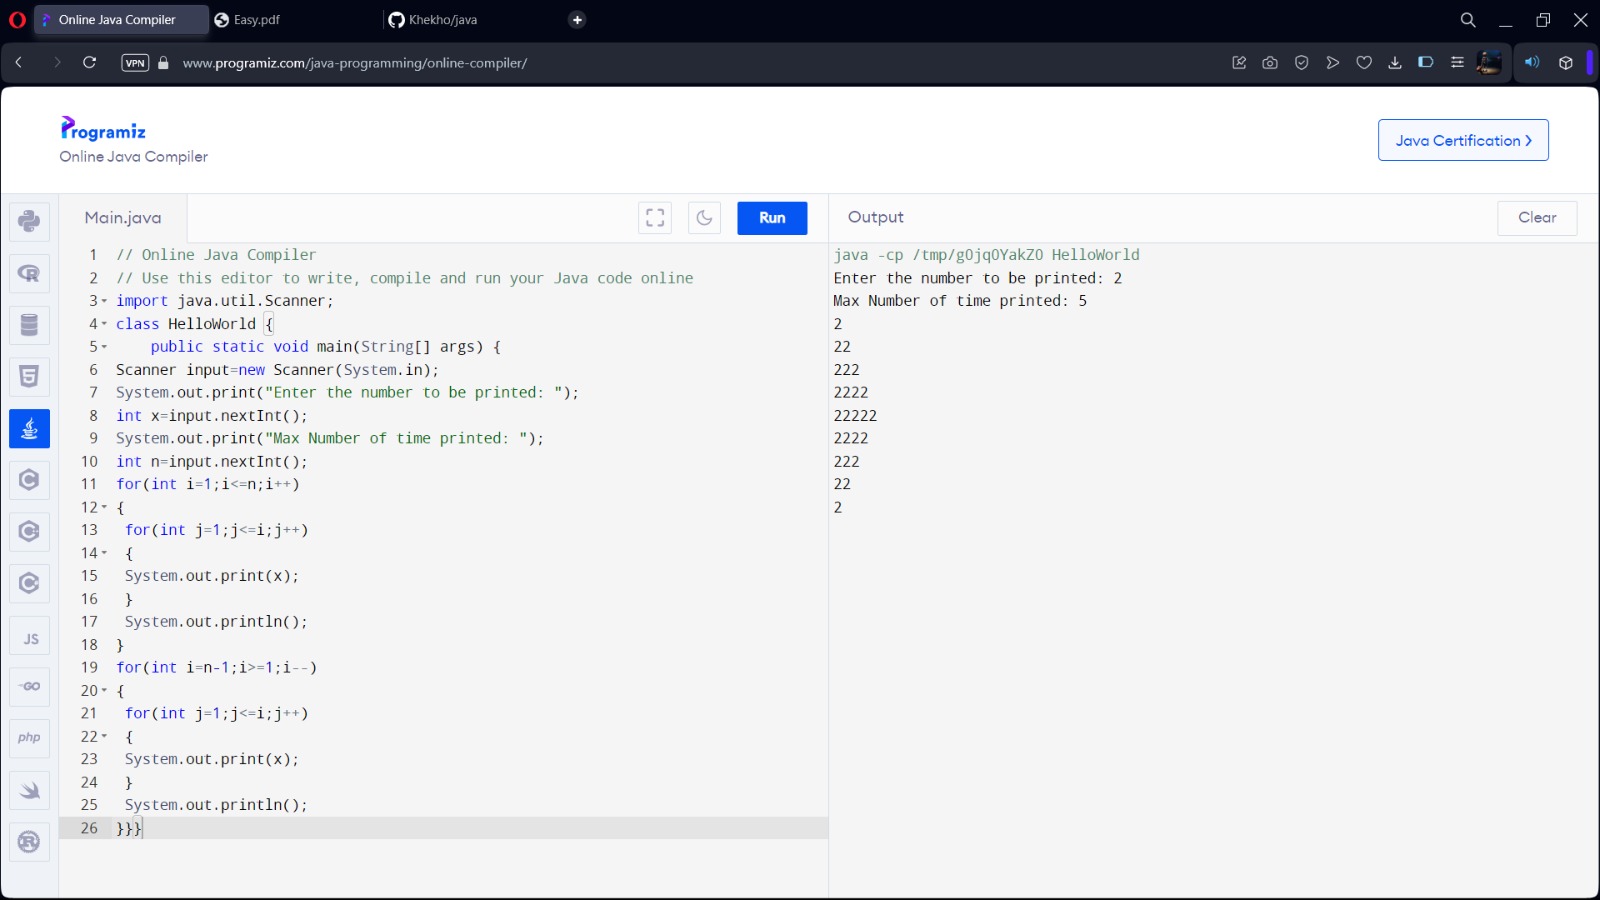 Online Java Compiler
Easy.pdf
Khekho/java
VPN
www.programiz.com/java-programming/online-compiler/
Programiz
Online Java Compiler
Java Certification
Main.java
Run
Output
Clear
1 // Online Java Compiler
2 // Use this editor to write, compile and run your Java code online
3 import java.util.Scanner;
4 class HelloWorld {
5     public static void main(String[] args) {
6 Scanner input=new Scanner(System.in);
7 System.out.print("Enter the number to be printed: ");
8 int x=input.nextInt();
9 System.out.print("Max Number of time printed: ");
10 int n=input.nextInt();
11 for(int i=1;i<=n;i++)
12 {
13  for(int j=1;j<=i;j++)
14  {
15  System.out.print(x);
16  }
17  System.out.println();
18 }
19 for(int i=n-1;i>=1;i--)
20 {
21  for(int j=1;j<=i;j++)
22  {
23  System.out.print(x);
24  }
25  System.out.println();
26 }}}
java -cp /tmp/g0jq0YakZ0 HelloWorld
Enter the number to be printed: 2
Max Number of time printed: 5
2
22
222
2222
22222
2222
222
22
2
JS
GO
php